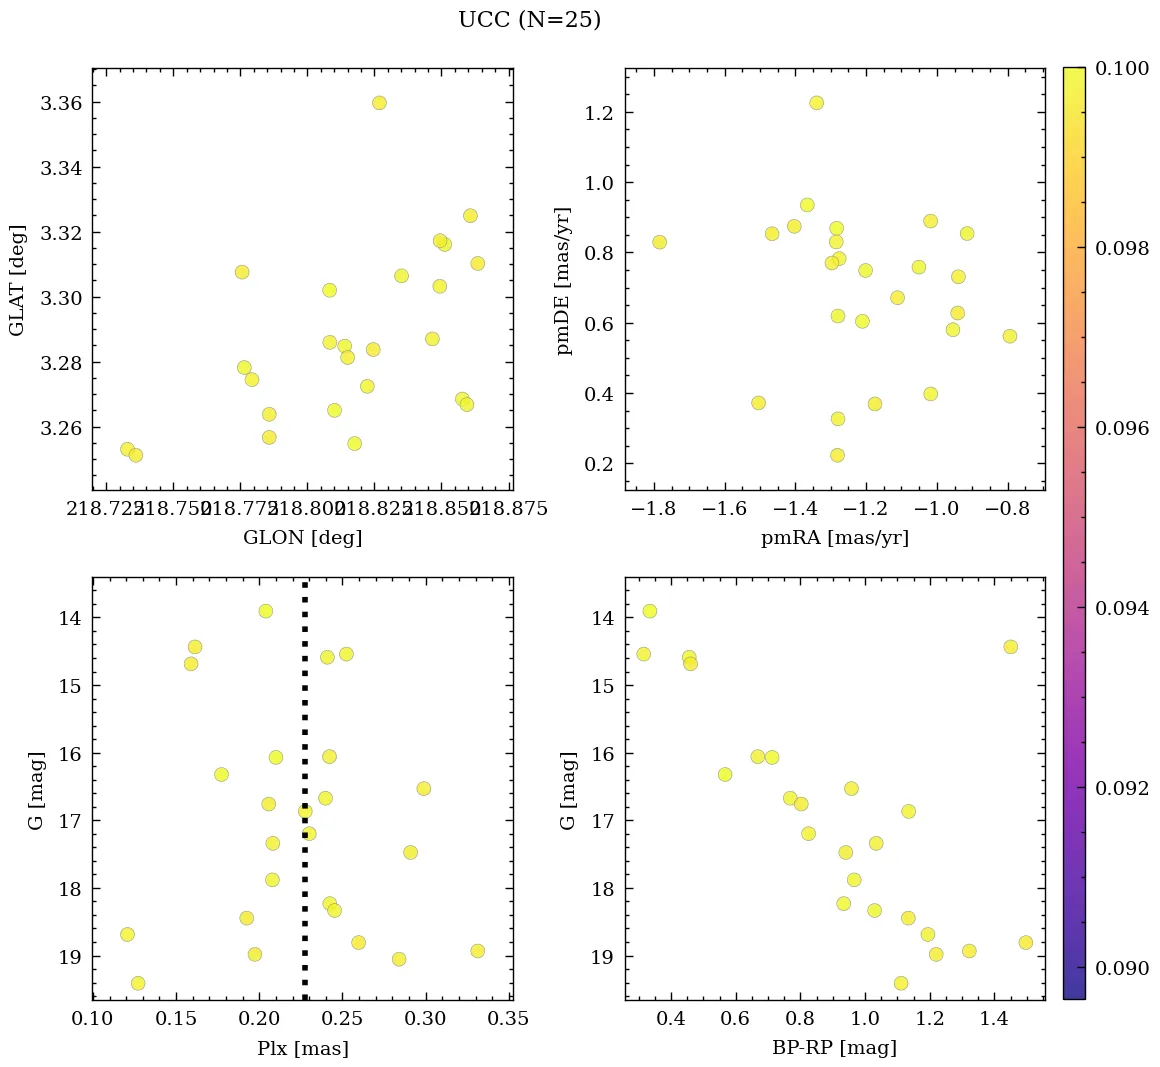 UCC (N=25)
3.36
3.34
3.32
3.30
3.28
3.26
GLAT [deg]
218.725 218.750 218.775 218.800 218.825 218.850 218.875
GLON [deg]
1.2
1.0
0.8
0.6
0.4
0.2
pmDE [mas/yr]
−1.8 −1.6 −1.4 −1.2 −1.0 −0.8
pmRA [mas/yr]
14
15
16
17
18
19
G [mag]
0.10 0.15 0.20 0.25 0.30 0.35
Plx [mas]
14
15
16
17
18
19
G [mag]
0.4 0.6 0.8 1.0 1.2 1.4
BP-RP [mag]
0.100
0.098
0.096
0.094
0.092
0.090